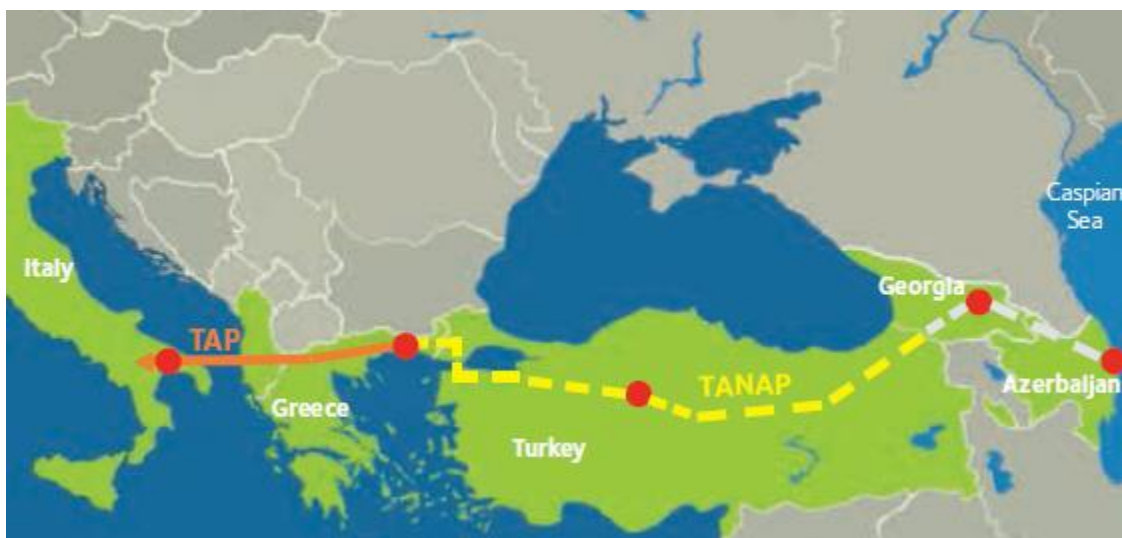 Caspian
Sea
Italy
Georgia
TAP
TANAP
Azerbaijan
Greece
Turkey